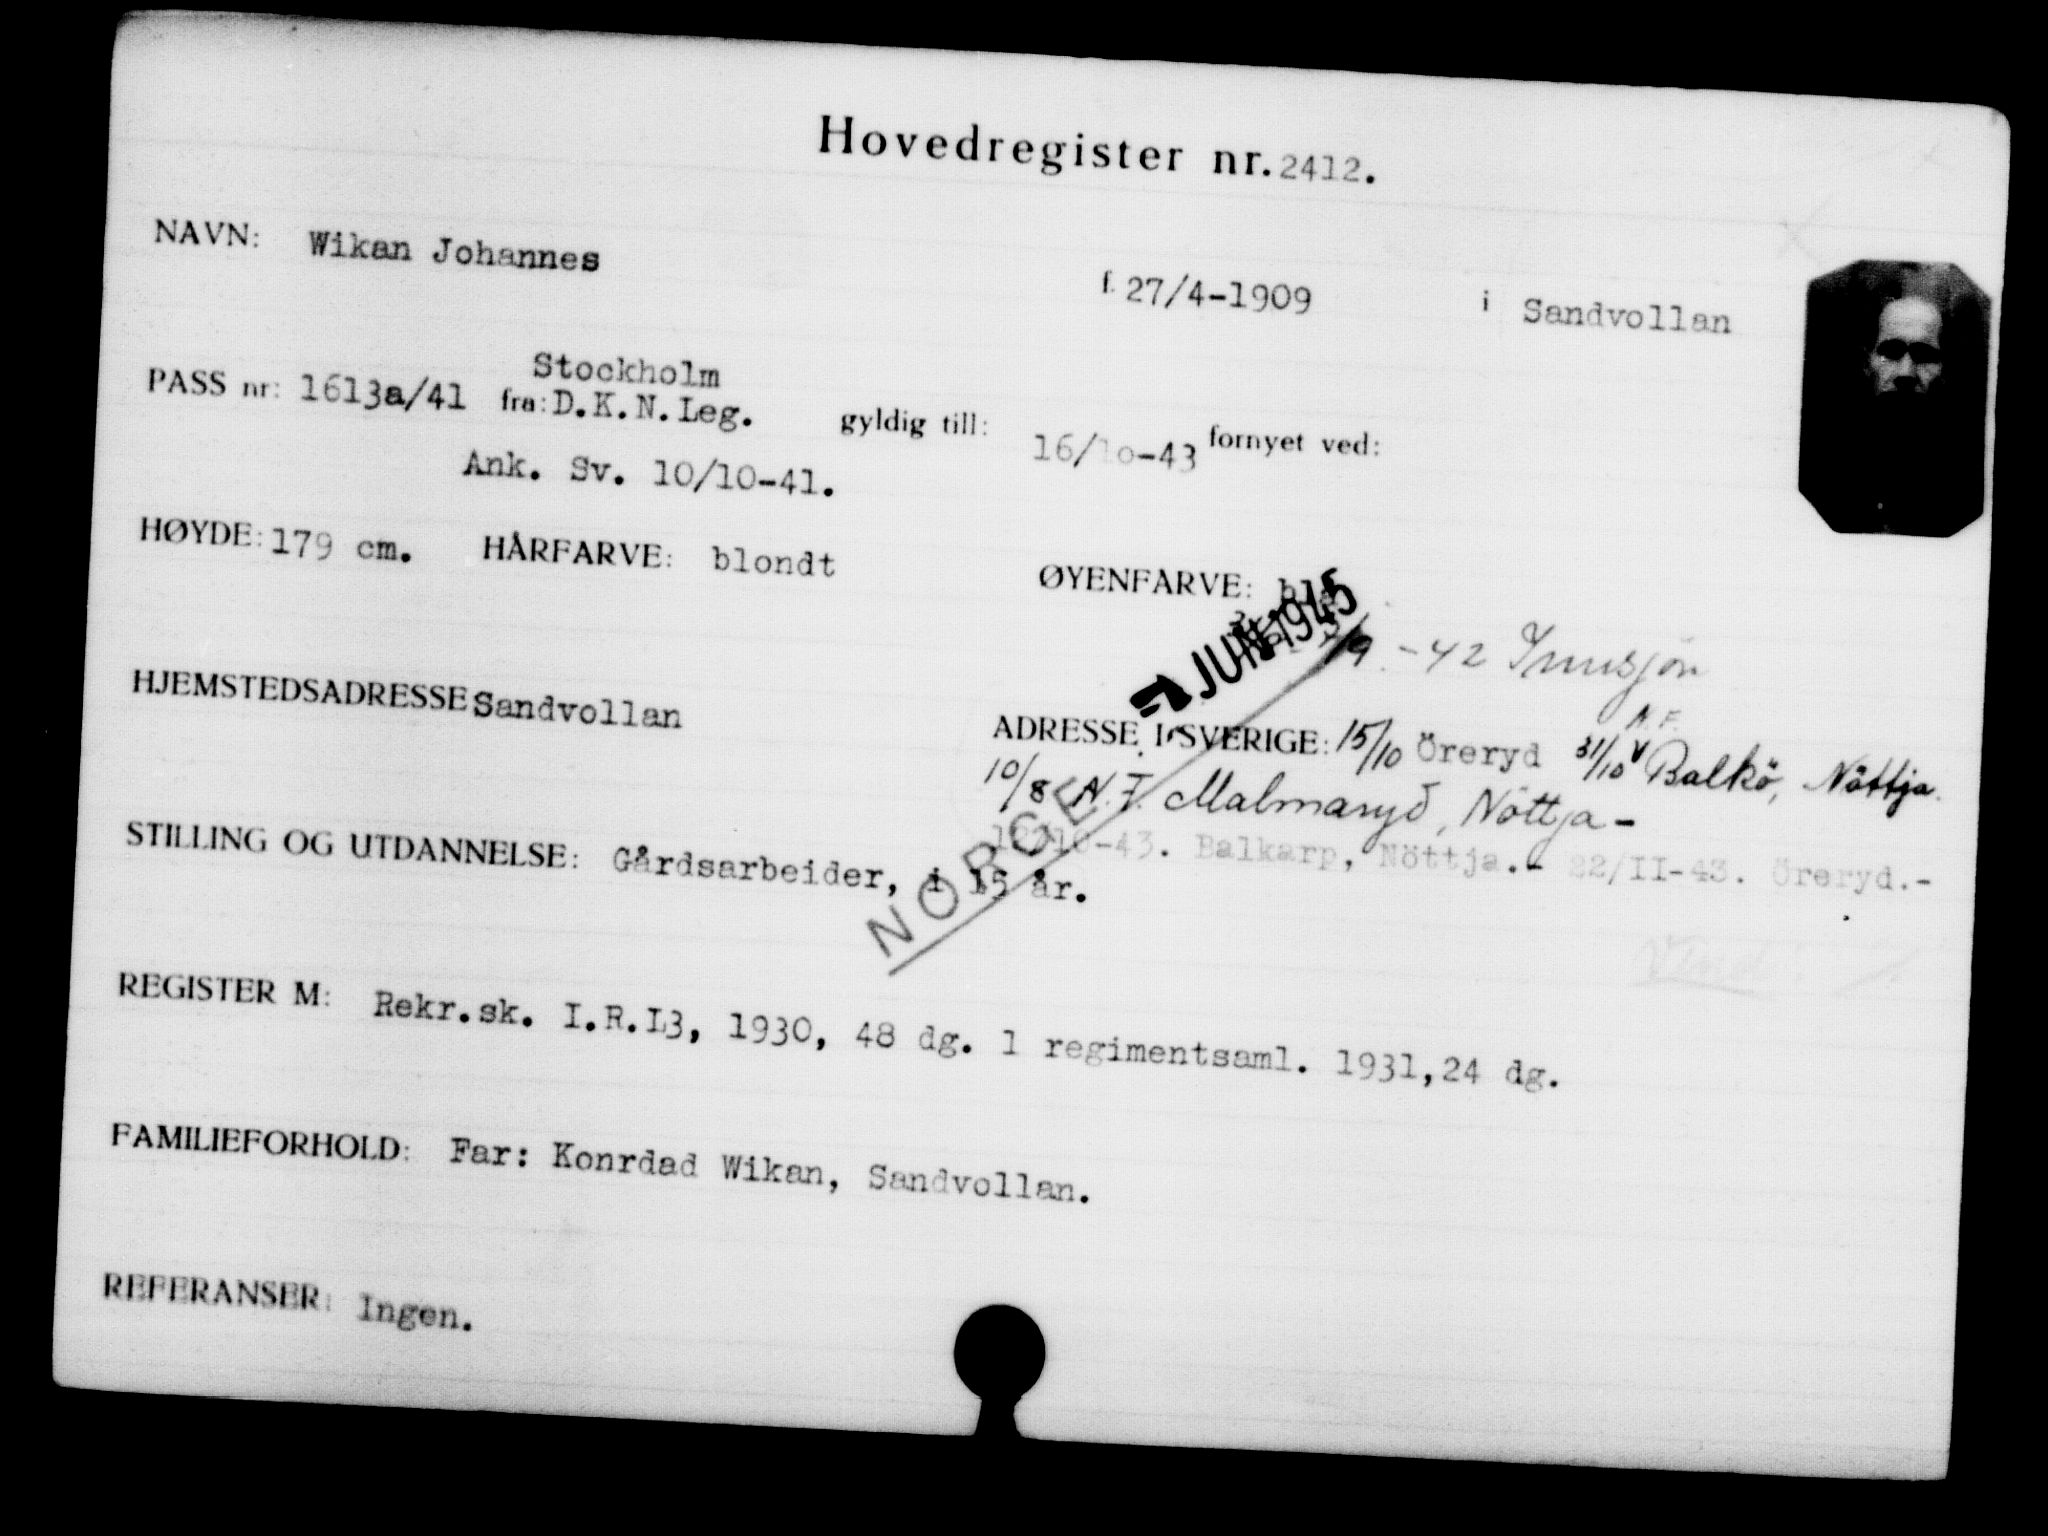 Hovedregister nr. 2412.
NAVN: Wikan Johannes f. 27/4-1909 i Sandvollan
Stockholm
PASS nr: 1613a/41 fra: D.K.N.Leg. gyldig till: 16/1o-43 fornyet ved:
Ank. Sv. 10/10-41.
HØYDE: 179 cm. HÅRFARVE: blondt ØYENFARVE: blå
JUN 1945
/9 - 42
HJEMSTEDSADRESSE: Sandvollan
N.F.
ADRESSE I SVERIGE: 15/10 Öreryd 31/10 Balkö, Nöttja.
10/8 N.F. Malmaryd, Nöttja -
12/10-43. Balkarp, Nöttja.- 22/II-43. Öreryd.-
STILLING OG UTDANNELSE: Gårdsarbeider, i 15 år.
NORGE
REGISTER M: Rekr.sk. I.R.I3, 1930, 48 dg. 1 regimentsaml. 1931,24 dg.
FAMILIEFORHOLD: Far: Konrdad Wikan, Sandvollan.
REFERANSER: Ingen.